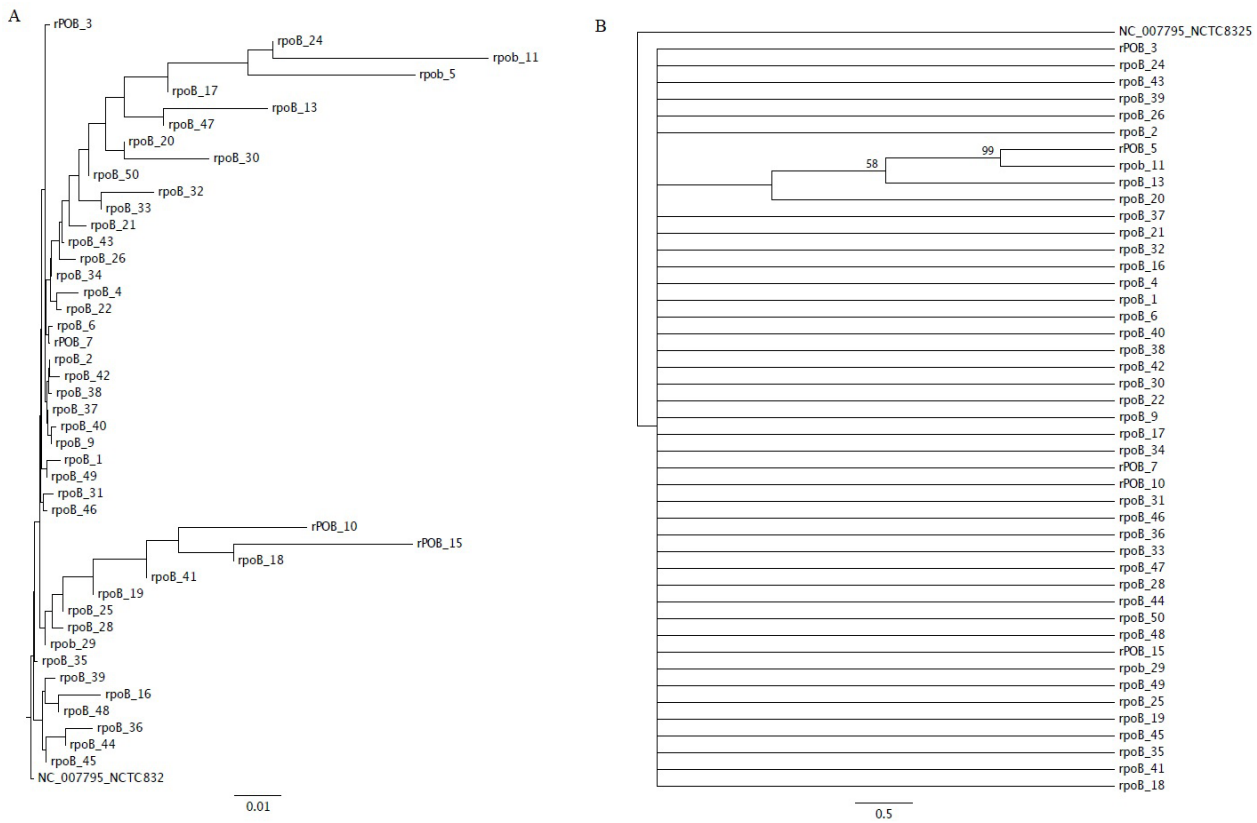 A
rPOB_3
rpoB_24
rpob_11
rpob_5
rpoB_17
rpoB_13
rpoB_47
rpoB_20
rpoB_30
rpoB_50
rpoB_32
rpoB_33
rpoB_21
rpoB_43
rpoB_26
rpoB_34
rpoB_4
rpoB_22
rpoB_6
rPOB_7
rpoB_2
rpoB_42
rpoB_38
rpoB_37
rpoB_40
rpoB_9
rpoB_1
rpoB_49
rpoB_31
rpoB_46
rPOB_10
rPOB_15
rpoB_18
rpoB_41
rpoB_19
rpoB_25
rpoB_28
rpob_29
rpoB_35
rpoB_39
rpoB_16
rpoB_48
rpoB_36
rpoB_44
rpoB_45
NC_007795_NCTC832
0.01
B
NC_007795_NCTC8325
rPOB_3
rpoB_24
rpoB_43
rpoB_39
rpoB_26
rpoB_2
99
rPOB_5
58
rpob_11
rpoB_13
rpoB_20
rpoB_37
rpoB_21
rpoB_32
rpoB_16
rpoB_4
rpoB_1
rpoB_6
rpoB_40
rpoB_38
rpoB_42
rpoB_30
rpoB_22
rpoB_9
rpoB_17
rpoB_34
rPOB_7
rPOB_10
rpoB_31
rpoB_46
rpoB_36
rpoB_33
rpoB_47
rpoB_28
rpoB_44
rpoB_50
rpoB_48
rPOB_15
rpob_29
rpoB_49
rpoB_25
rpoB_19
rpoB_45
rpoB_35
rpoB_41
rpoB_18
0.5